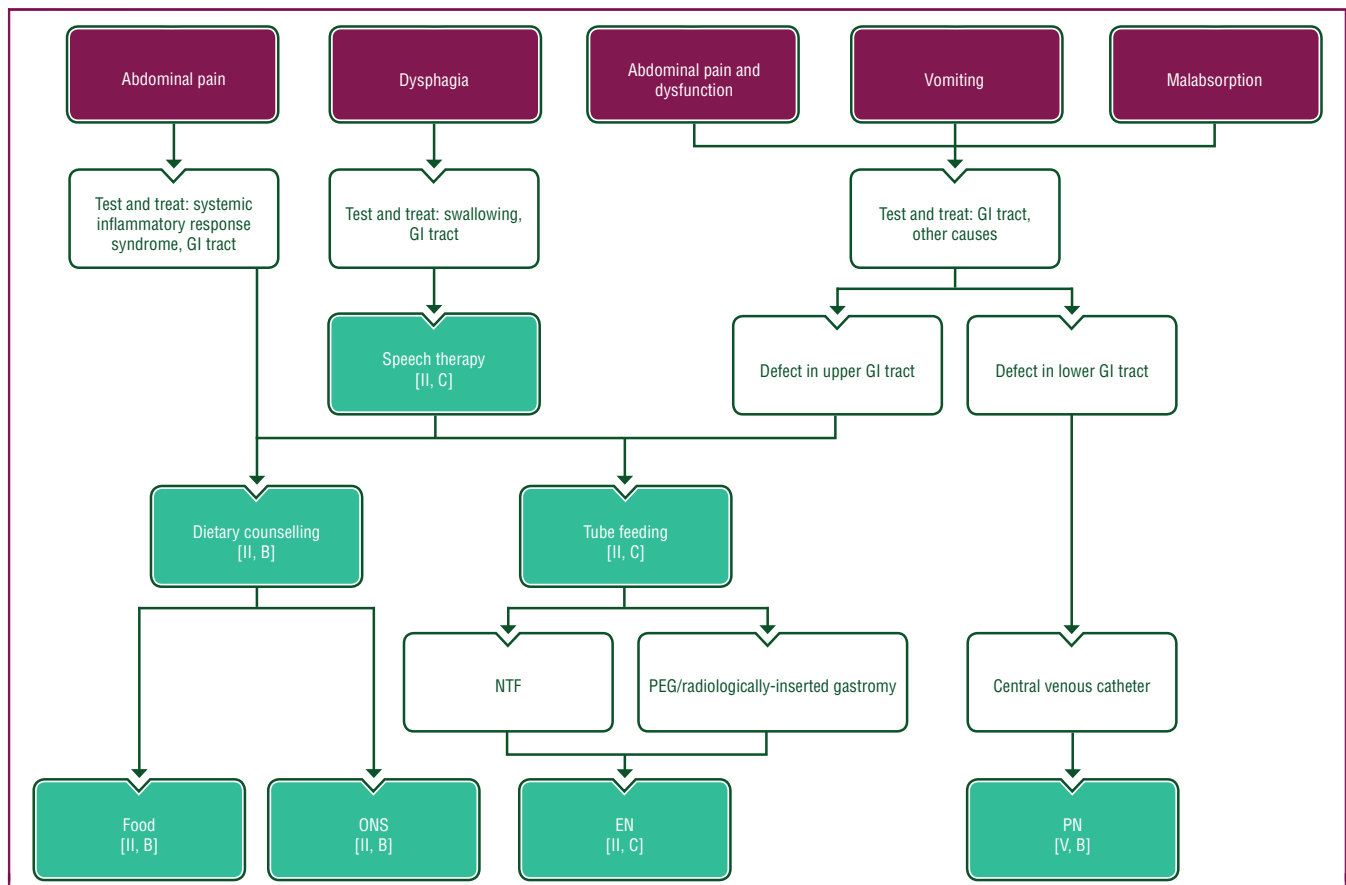 Abdominal pain
Dysphagia
Abdominal pain and
dysfunction
Vomiting
Malabsorption
Test and treat: systemic
inflammatory response
syndrome, GI tract
Test and treat: swallowing,
GI tract
Test and treat: GI tract,
other causes
Speech therapy
[II, C]
Defect in upper GI tract
Defect in lower GI tract
Dietary counselling
[II, B]
Tube feeding
[II, C]
NTF
PEG/radiologically-inserted gastromy
Central venous catheter
Food
[II, B]
ONS
[II, B]
EN
[II, C]
PN
[V, B]